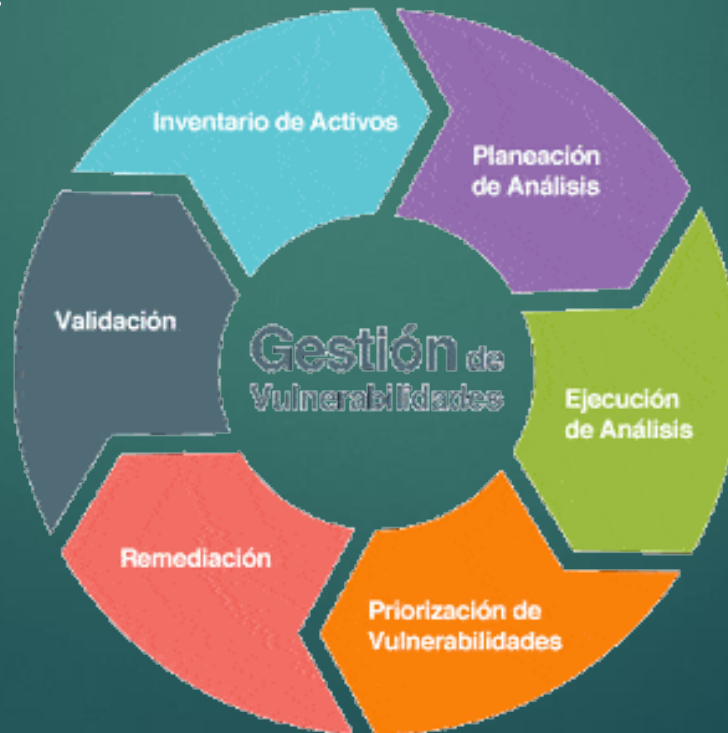 Inventario de Activos
Planeación
de Análisis
Ejecución
de Análisis
Priorización de
Vulnerabilidades
Remediación
Validación
Gestión de
Vulnerabilidades